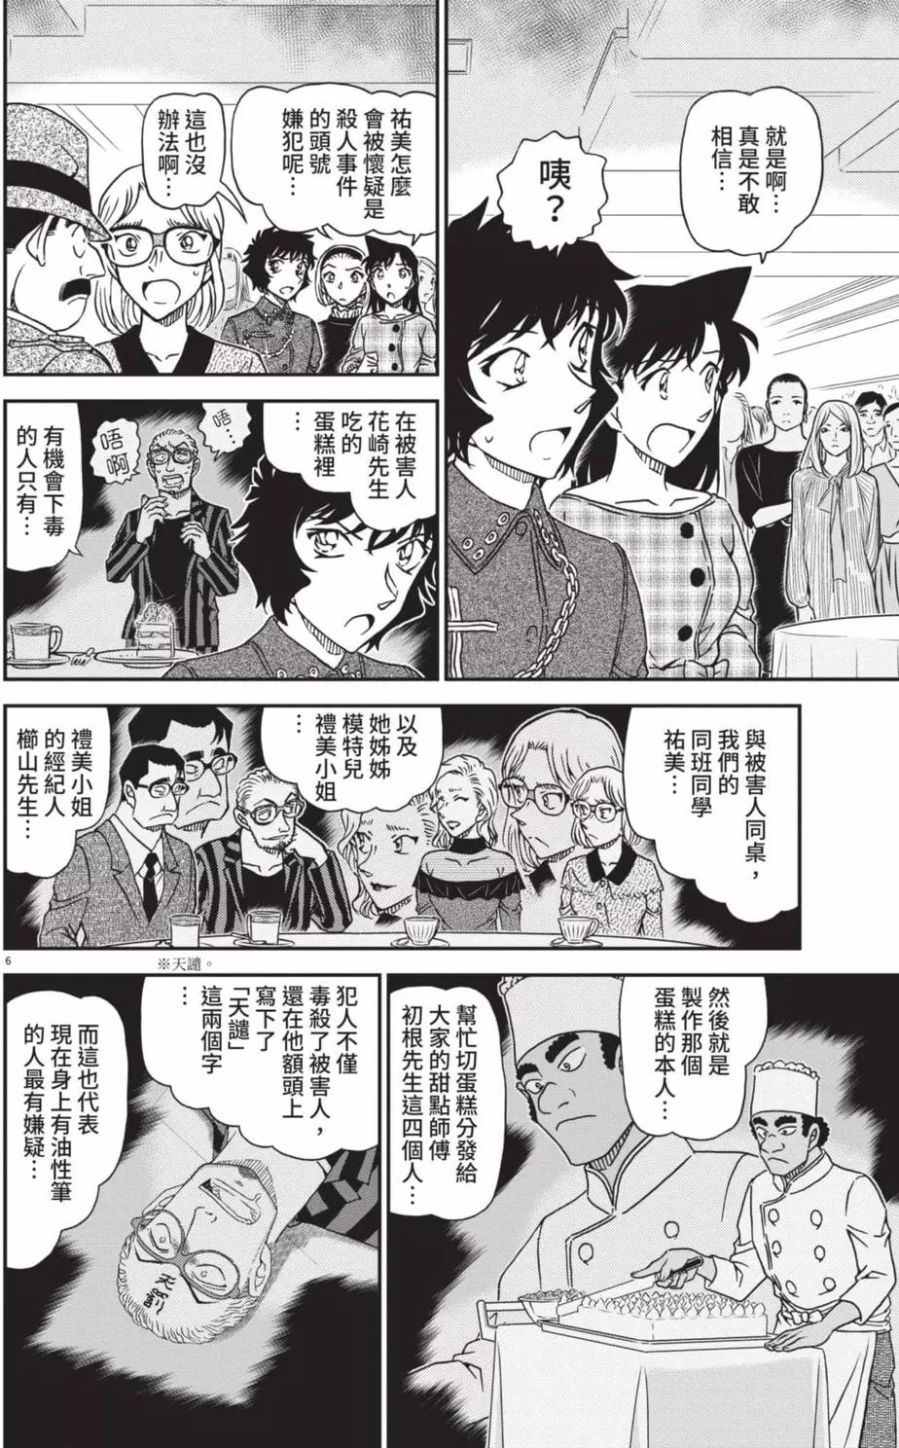 就是啊…
真是不敢
相信…
咦？
祐美怎麼
會被懷疑是
殺人事件
的頭號
嫌犯呢…
這也沒
辦法啊…
在被害人
花崎先生
吃的
蛋糕裡
…
唔…
唔
啊
有機會下毒
的人只有…
與被害人同桌，
我們的
同班同學
祐美…
以及
她姊姊
模特兒
禮美小姐
…
禮美小姐
的經紀人
櫛山先生…
6
※天譴。
然後就是
製作那個
蛋糕的本人…
幫忙切蛋糕分發給
大家的甜點師傅
初根先生這四個人…
犯人不僅
毒殺了被害人，
還在他額頭上
寫下了
「天譴」
這兩個字
…
而這也代表
現在身上有油性筆
的人最有嫌疑…